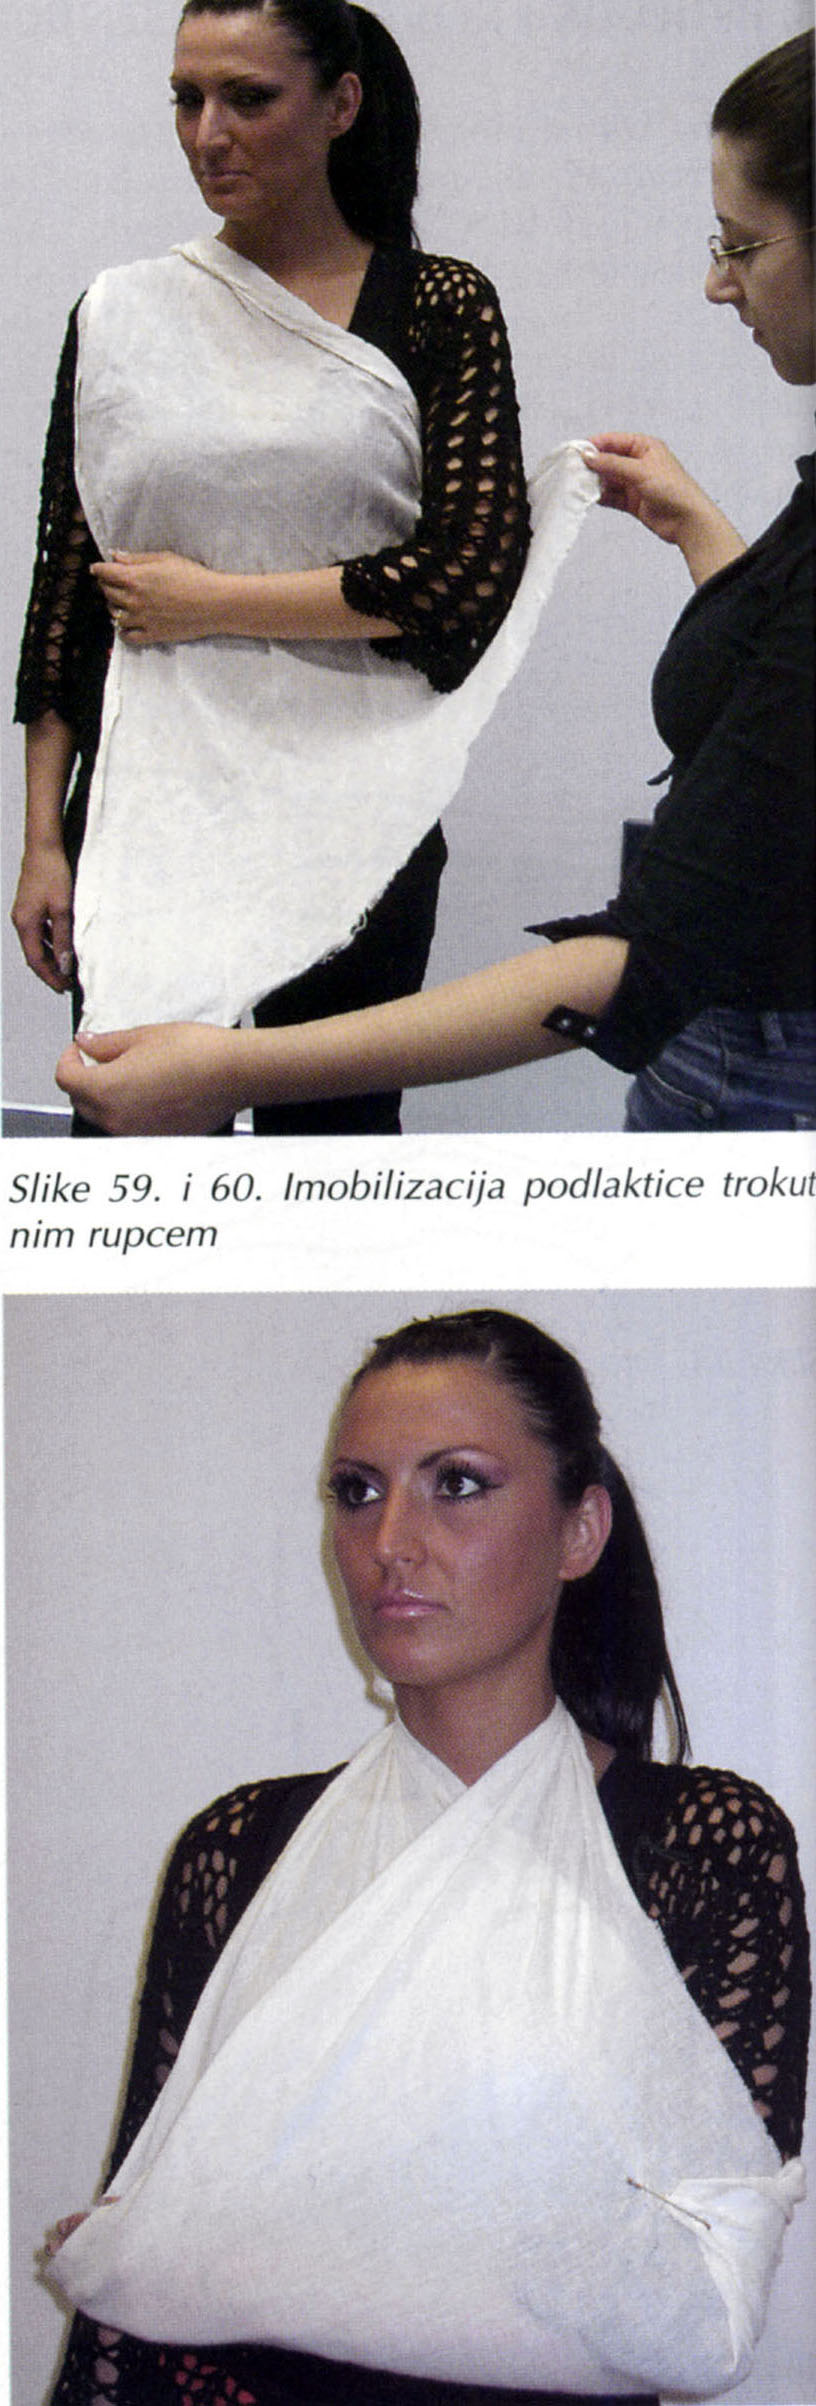 Slike 59. i 60. Imobilizacija podlaktice trokut
nim rupcem